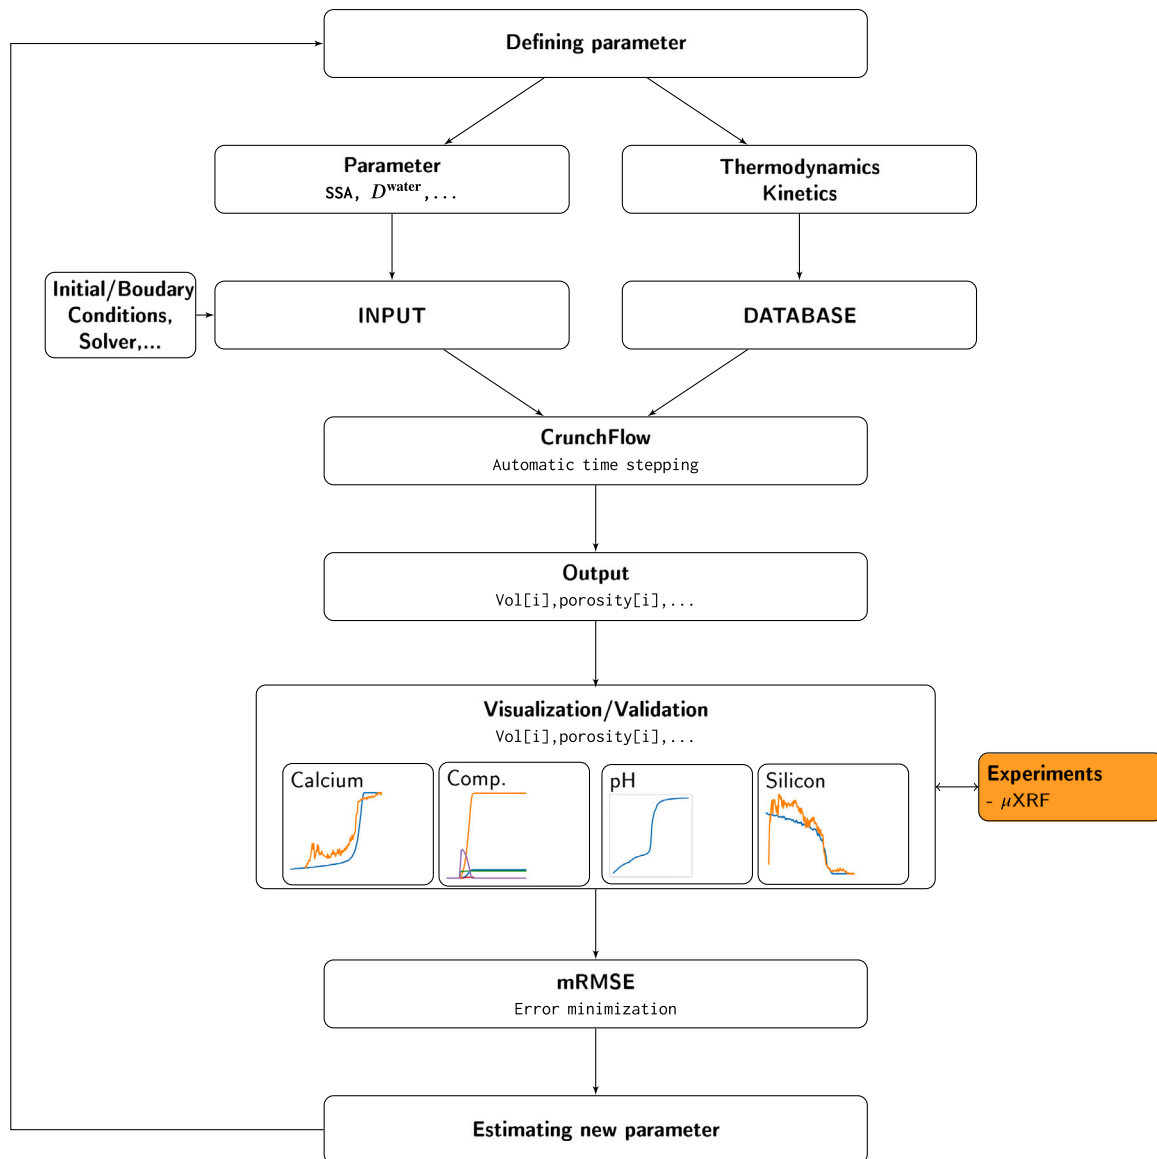 Defining parameter
Parameter
SSA, D^water,...
Thermodynamics
Kinetics
Initial/Boudary
Conditions,
Solver,...
INPUT
DATABASE
CrunchFlow
Automatic time stepping
Output
Vol[i],porosity[i],...
Visualization/Validation
Vol[i],porosity[i],...
Calcium
Comp.
pH
Silicon
Experiments
- μXRF
mRMSE
Error minimization
Estimating new parameter